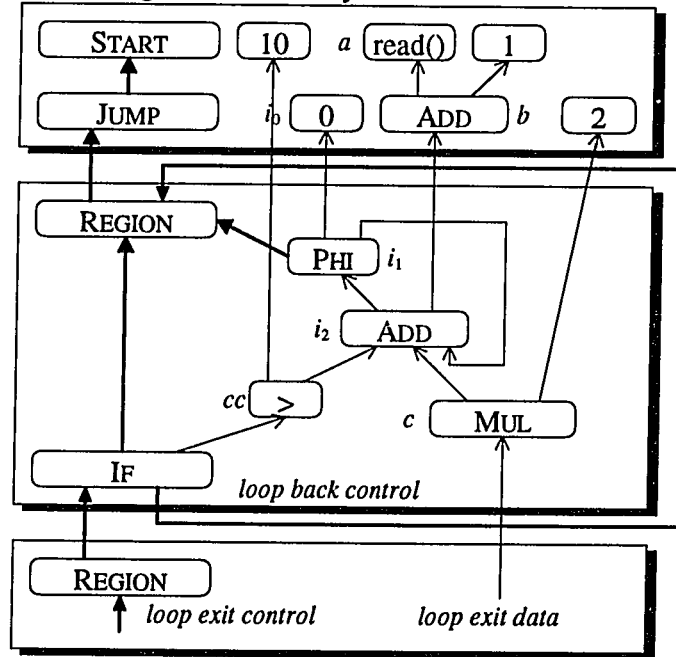 START 10 a read() 1
JUMP i₀ 0 ADD b 2
REGION
PHI i₁
i₂ ADD
cc >
c MUL
IF
loop back control
REGION
loop exit control loop exit data